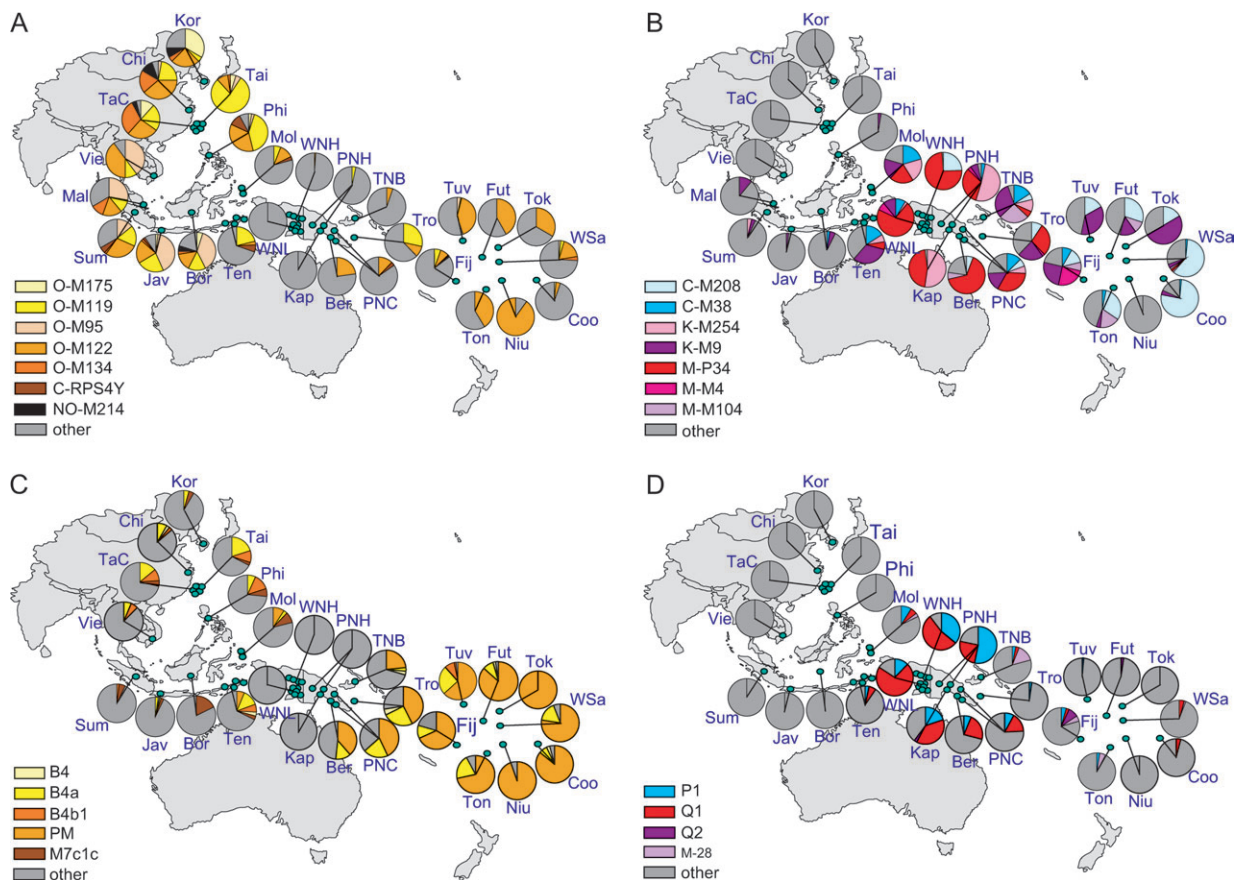 A
Kor
Chi
Tai
TaC
Phi
Mol
WNH
PNH
Vie
TNB
Mal
Tuv
Fut
Tok
Tro
WSa
Sum
Jav
Bor
Ten
WNL
Fij
Kap
Ber
PNC
Ton
Niu
Coo
O-M175
O-M119
O-M95
O-M122
O-M134
C-RPS4Y
NO-M214
other
B
Kor
Chi
Tai
TaC
Phi
Mol
WNH
PNH
Vie
TNB
Mal
Tuv
Fut
Tok
Tro
WSa
Sum
Jav
Bor
Ten
WNL
Fij
Kap
Ber
PNC
Ton
Niu
Coo
C-M208
C-M38
K-M254
K-M9
M-P34
M-M4
M-M104
other
C
Kor
Chi
Tai
TaC
Phi
Mol
WNH
PNH
Vie
TNB
Tuv
Fut
Tok
Tro
WSa
Sum
Jav
Bor
Ten
WNL
Fij
Kap
Ber
PNC
Ton
Niu
Coo
B4
B4a
B4b1
PM
M7c1c
other
D
Kor
Chi
Tai
TaC
Phi
Mol
WNH
PNH
Vie
TNB
Tuv
Fut
Tok
Tro
WSa
Sum
Jav
Bor
Ten
WNL
Fij
Kap
Ber
PNC
Ton
Niu
Coo
P1
Q1
Q2
M-28
other